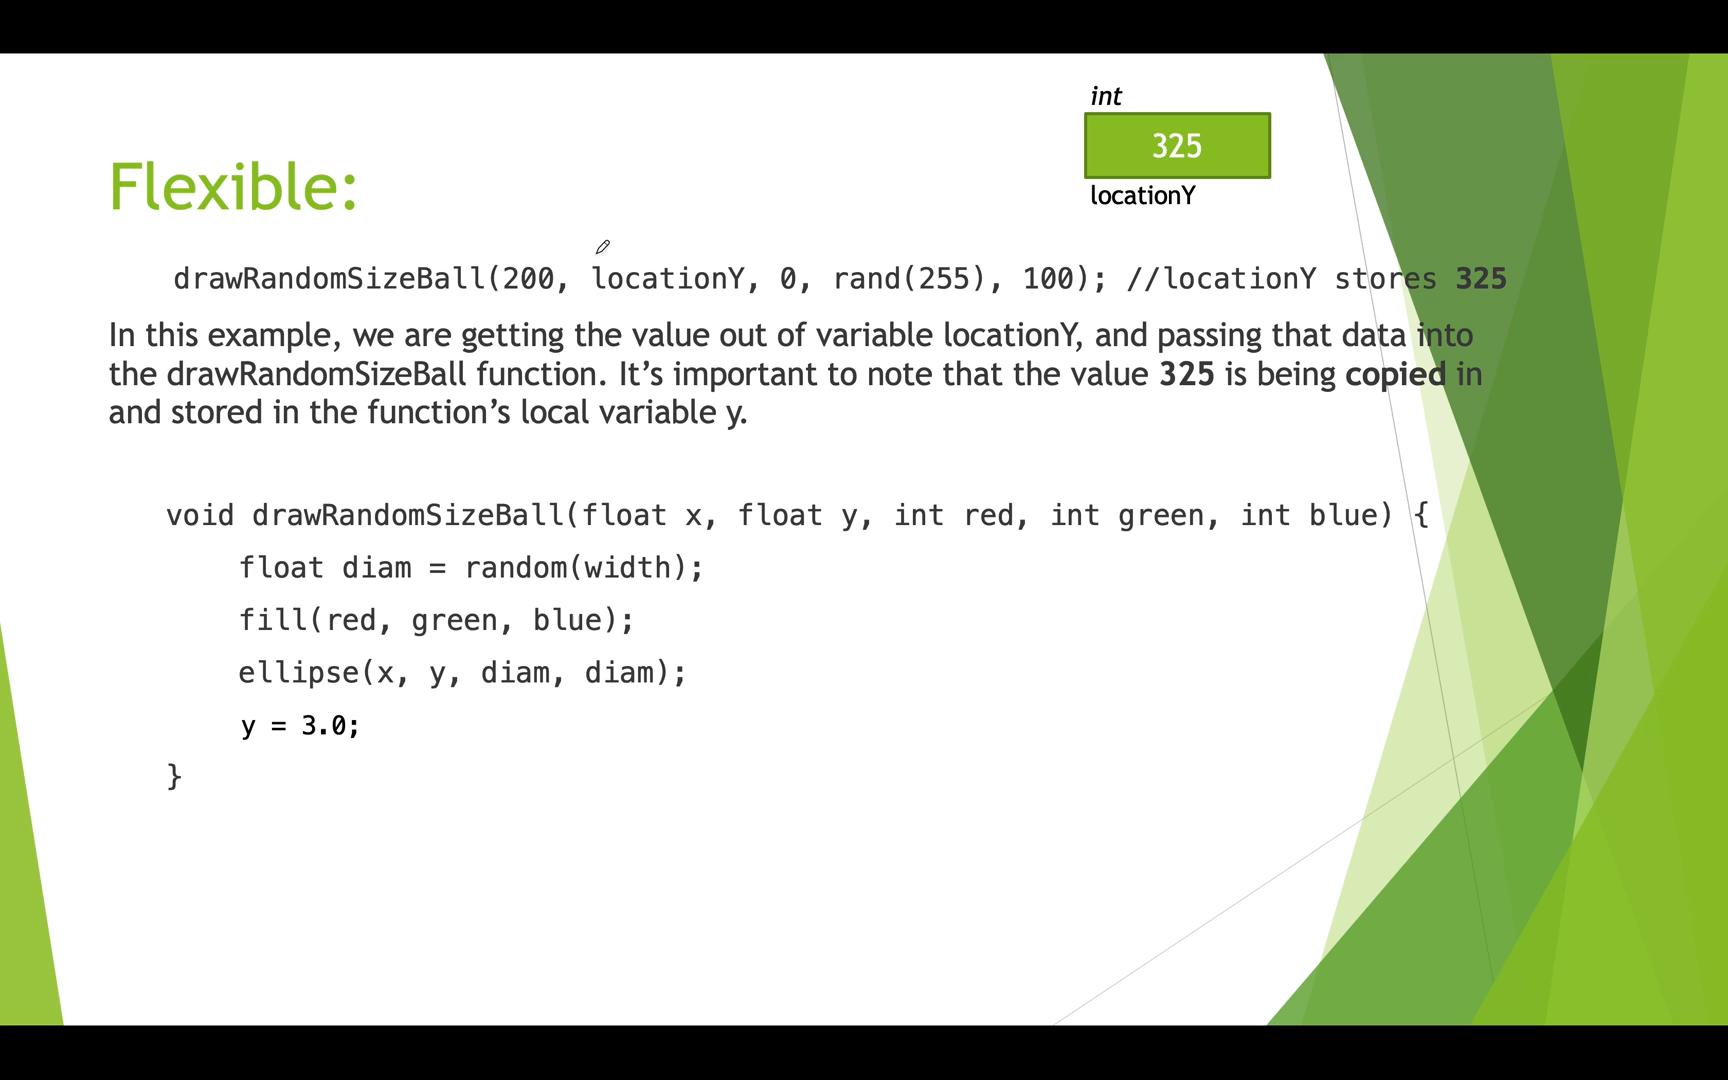 int
325
locationY
Flexible:
drawRandomSizeBall(200, locationY, 0, rand(255), 100); //locationY stores 325
In this example, we are getting the value out of variable locationY, and passing that data into
the drawRandomSizeBall function. It’s important to note that the value 325 is being copied in
and stored in the function’s local variable y.
void drawRandomSizeBall(float x, float y, int red, int green, int blue) {
float diam = random(width);
fill(red, green, blue);
ellipse(x, y, diam, diam);
y = 3.0;
}